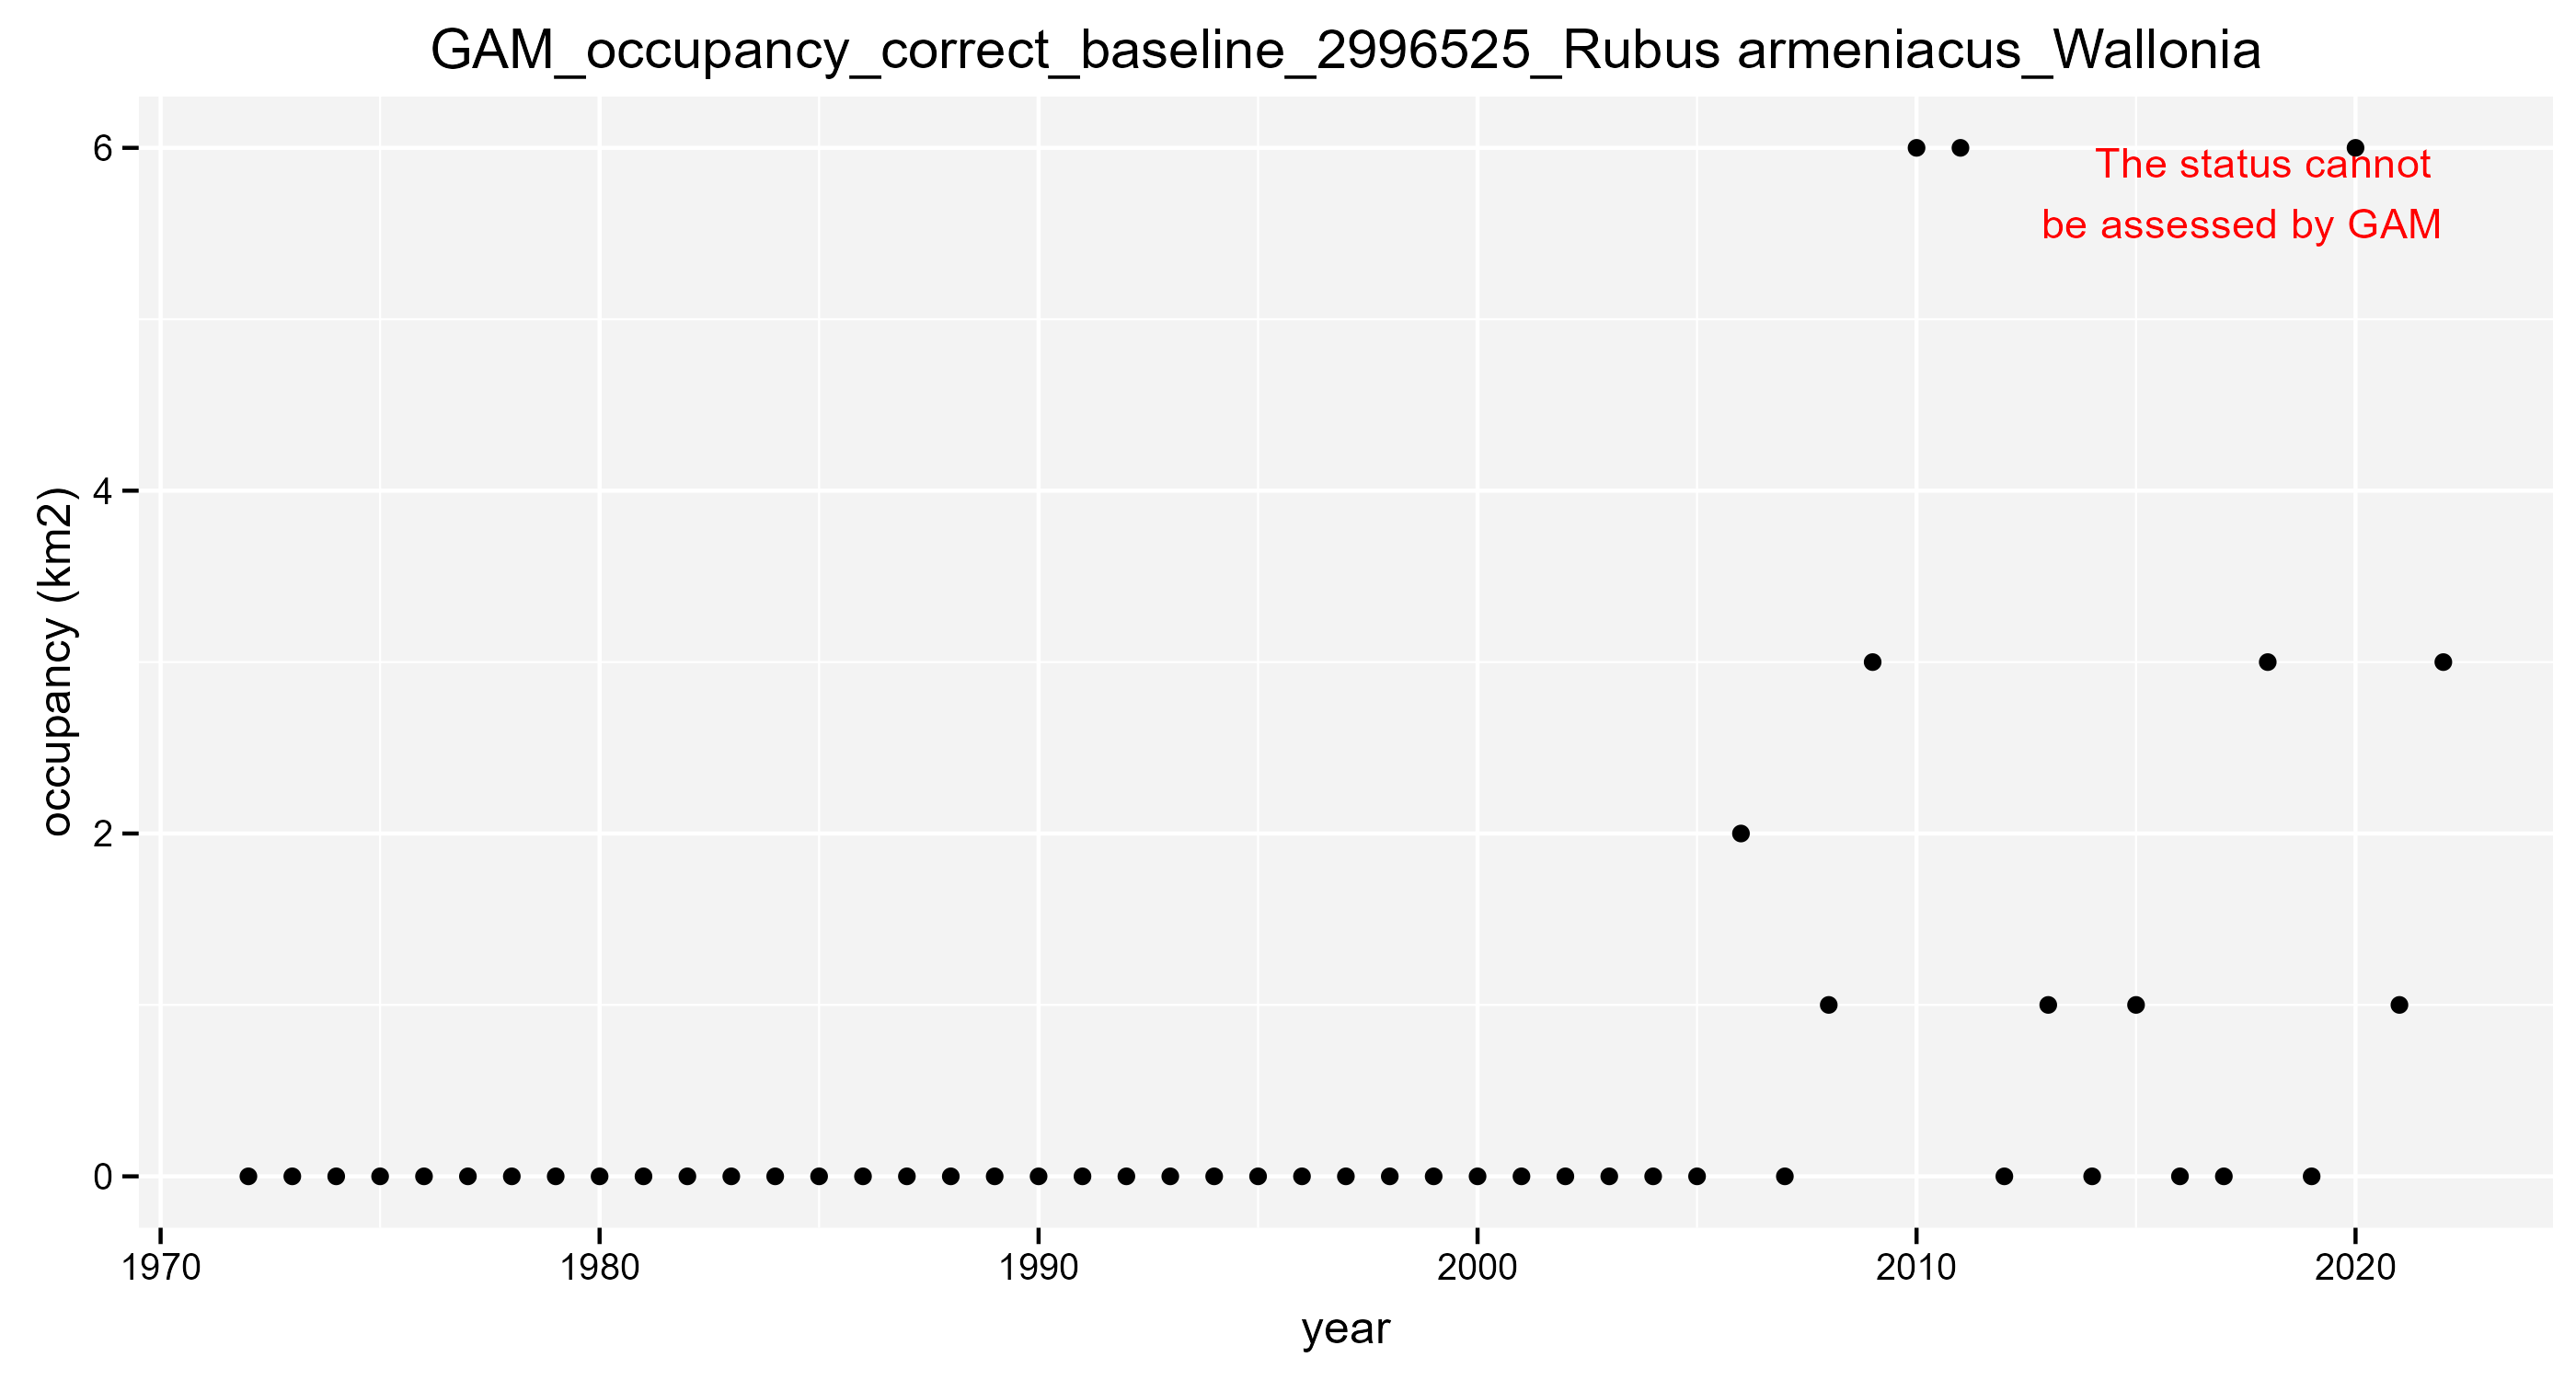 GAM_occupancy_correct_baseline_2996525_Rubus armeniacus_Wallonia
6
The status cannot
be assessed by GAM
4
occupancy (km2)
2
0
1970 1980 1990 2000 2010 2020
year